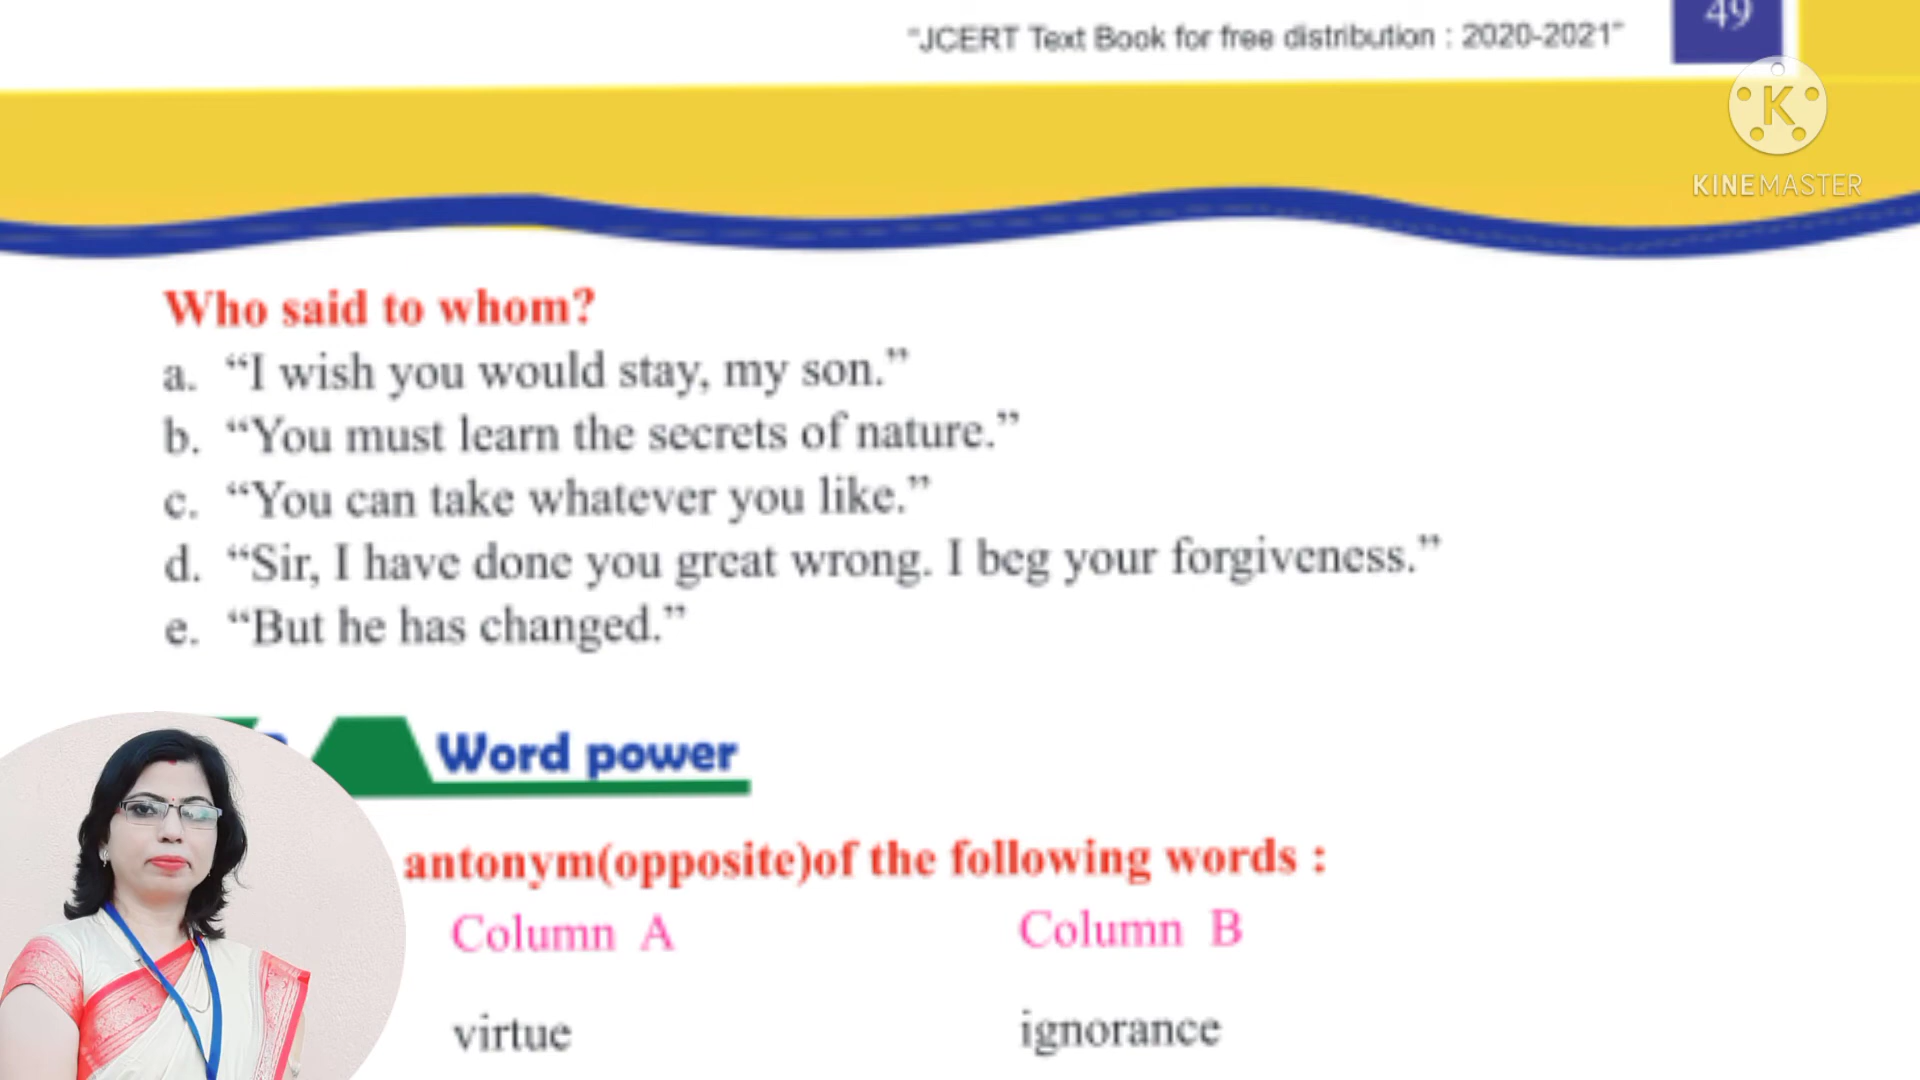 "JCERT Text Book for free distribution : 2020-2021"
49
KINEMASTER
Who said to whom?
a. “I wish you would stay, my son.”
b. “You must learn the secrets of nature.”
c. “You can take whatever you like.”
d. “Sir, I have done you great wrong. I beg your forgiveness.”
e. “But he has changed.”
Word power
antonym(opposite)of the following words :
Column A Column B
virtue ignorance